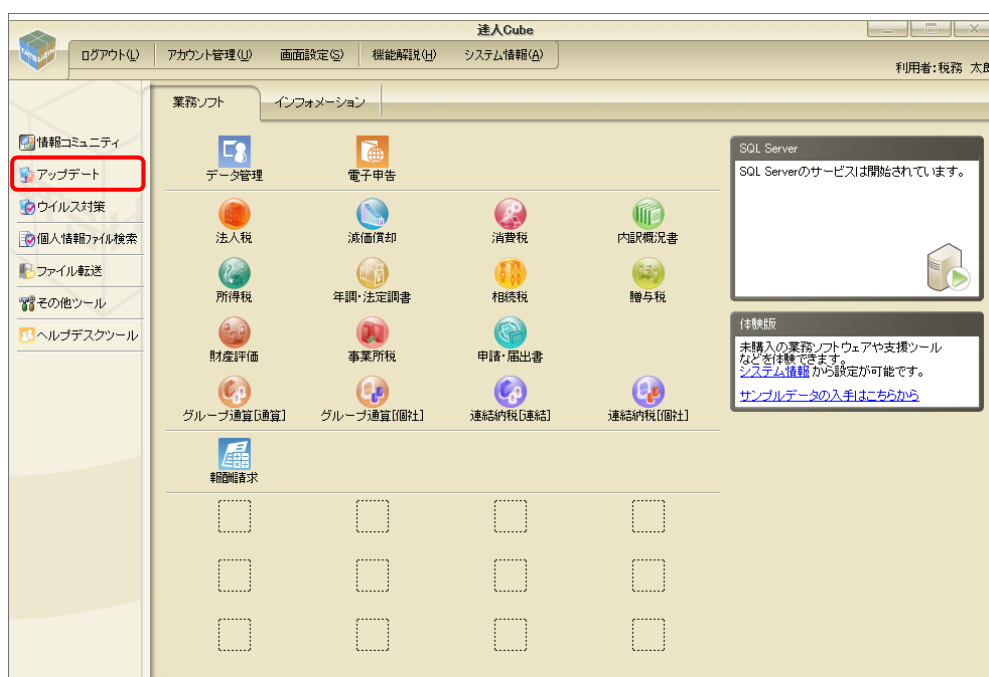 達人Cube
ログアウト(L)
アカウント管理(U)
画面設定(S)
機能解説(H)
システム情報(A)
利用者:税務 太
業務ソフト
インフォメーション
情報コミュニティ
アップデート
ウイルス対策
個人情報ファイル検索
ファイル転送
その他ツール
ヘルプデスクツール
データ管理
電子申告
法人税
減価償却
消費税
内訳概況書
所得税
年調・法定調書
相続税
贈与税
財産評価
事業所税
申請・届出書
グループ通算[通算]
グループ通算[個社]
連結納税[連結]
連結納税[個社]
報酬請求
SQL Server
SQL Serverのサービスは開始されています。
体験版
未購入の業務ソフトウェアや支援ツール
などを体験できます。
システム情報 から設定が可能です。
サンプルデータの入手はこちらから